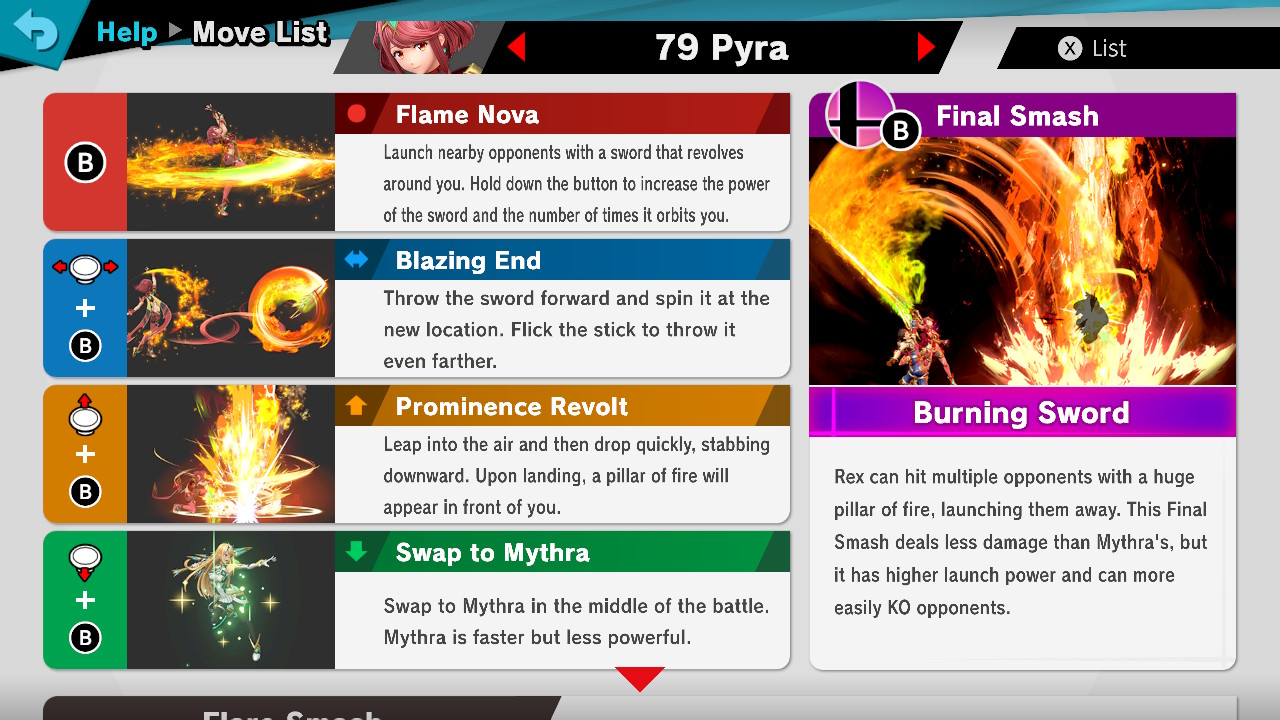 Help ▶ Move List
79 Pyra
X List
B
Flame Nova
Launch nearby opponents with a sword that revolves
around you. Hold down the button to increase the power
of the sword and the number of times it orbits you.
+
B
Blazing End
Throw the sword forward and spin it at the
new location. Flick the stick to throw it
even farther.
+
B
Prominence Revolt
Leap into the air and then drop quickly, stabbing
downward. Upon landing, a pillar of fire will
appear in front of you.
+
B
Swap to Mythra
Swap to Mythra in the middle of the battle.
Mythra is faster but less powerful.
B
Final Smash
Burning Sword
Rex can hit multiple opponents with a huge
pillar of fire, launching them away. This Final
Smash deals less damage than Mythra's, but
it has higher launch power and can more
easily KO opponents.
Flare Smash